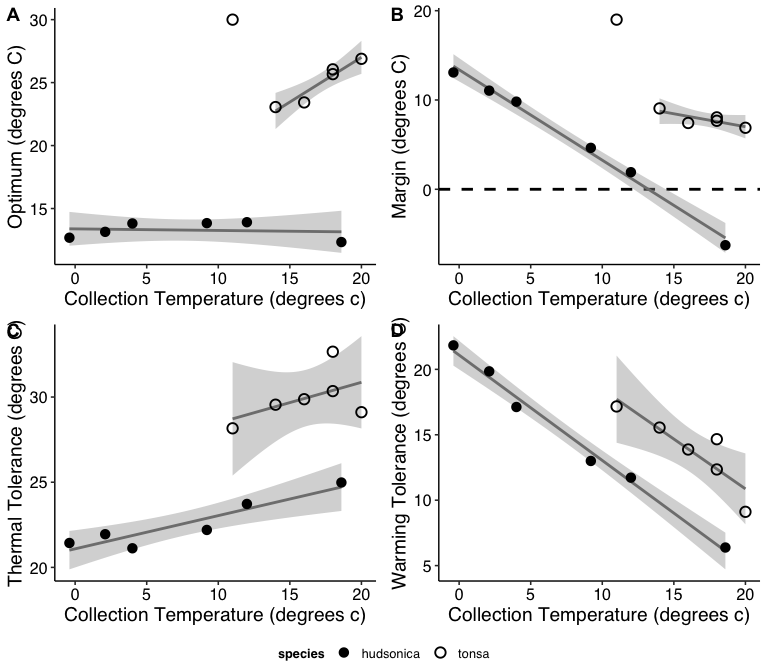 A
Optimum (degrees C)
30
25
20
15
0
5
10
15
20
Collection Temperature (degrees c)
B
Margin (degrees C)
20
10
0
0
5
10
15
20
Collection Temperature (degrees c)
C
Thermal Tolerance (degrees C)
30
25
20
0
5
10
15
20
Collection Temperature (degrees c)
D
Warming Tolerance (degrees C)
20
15
10
5
0
5
10
15
20
Collection Temperature (degrees c)
species hudsonica tonsa